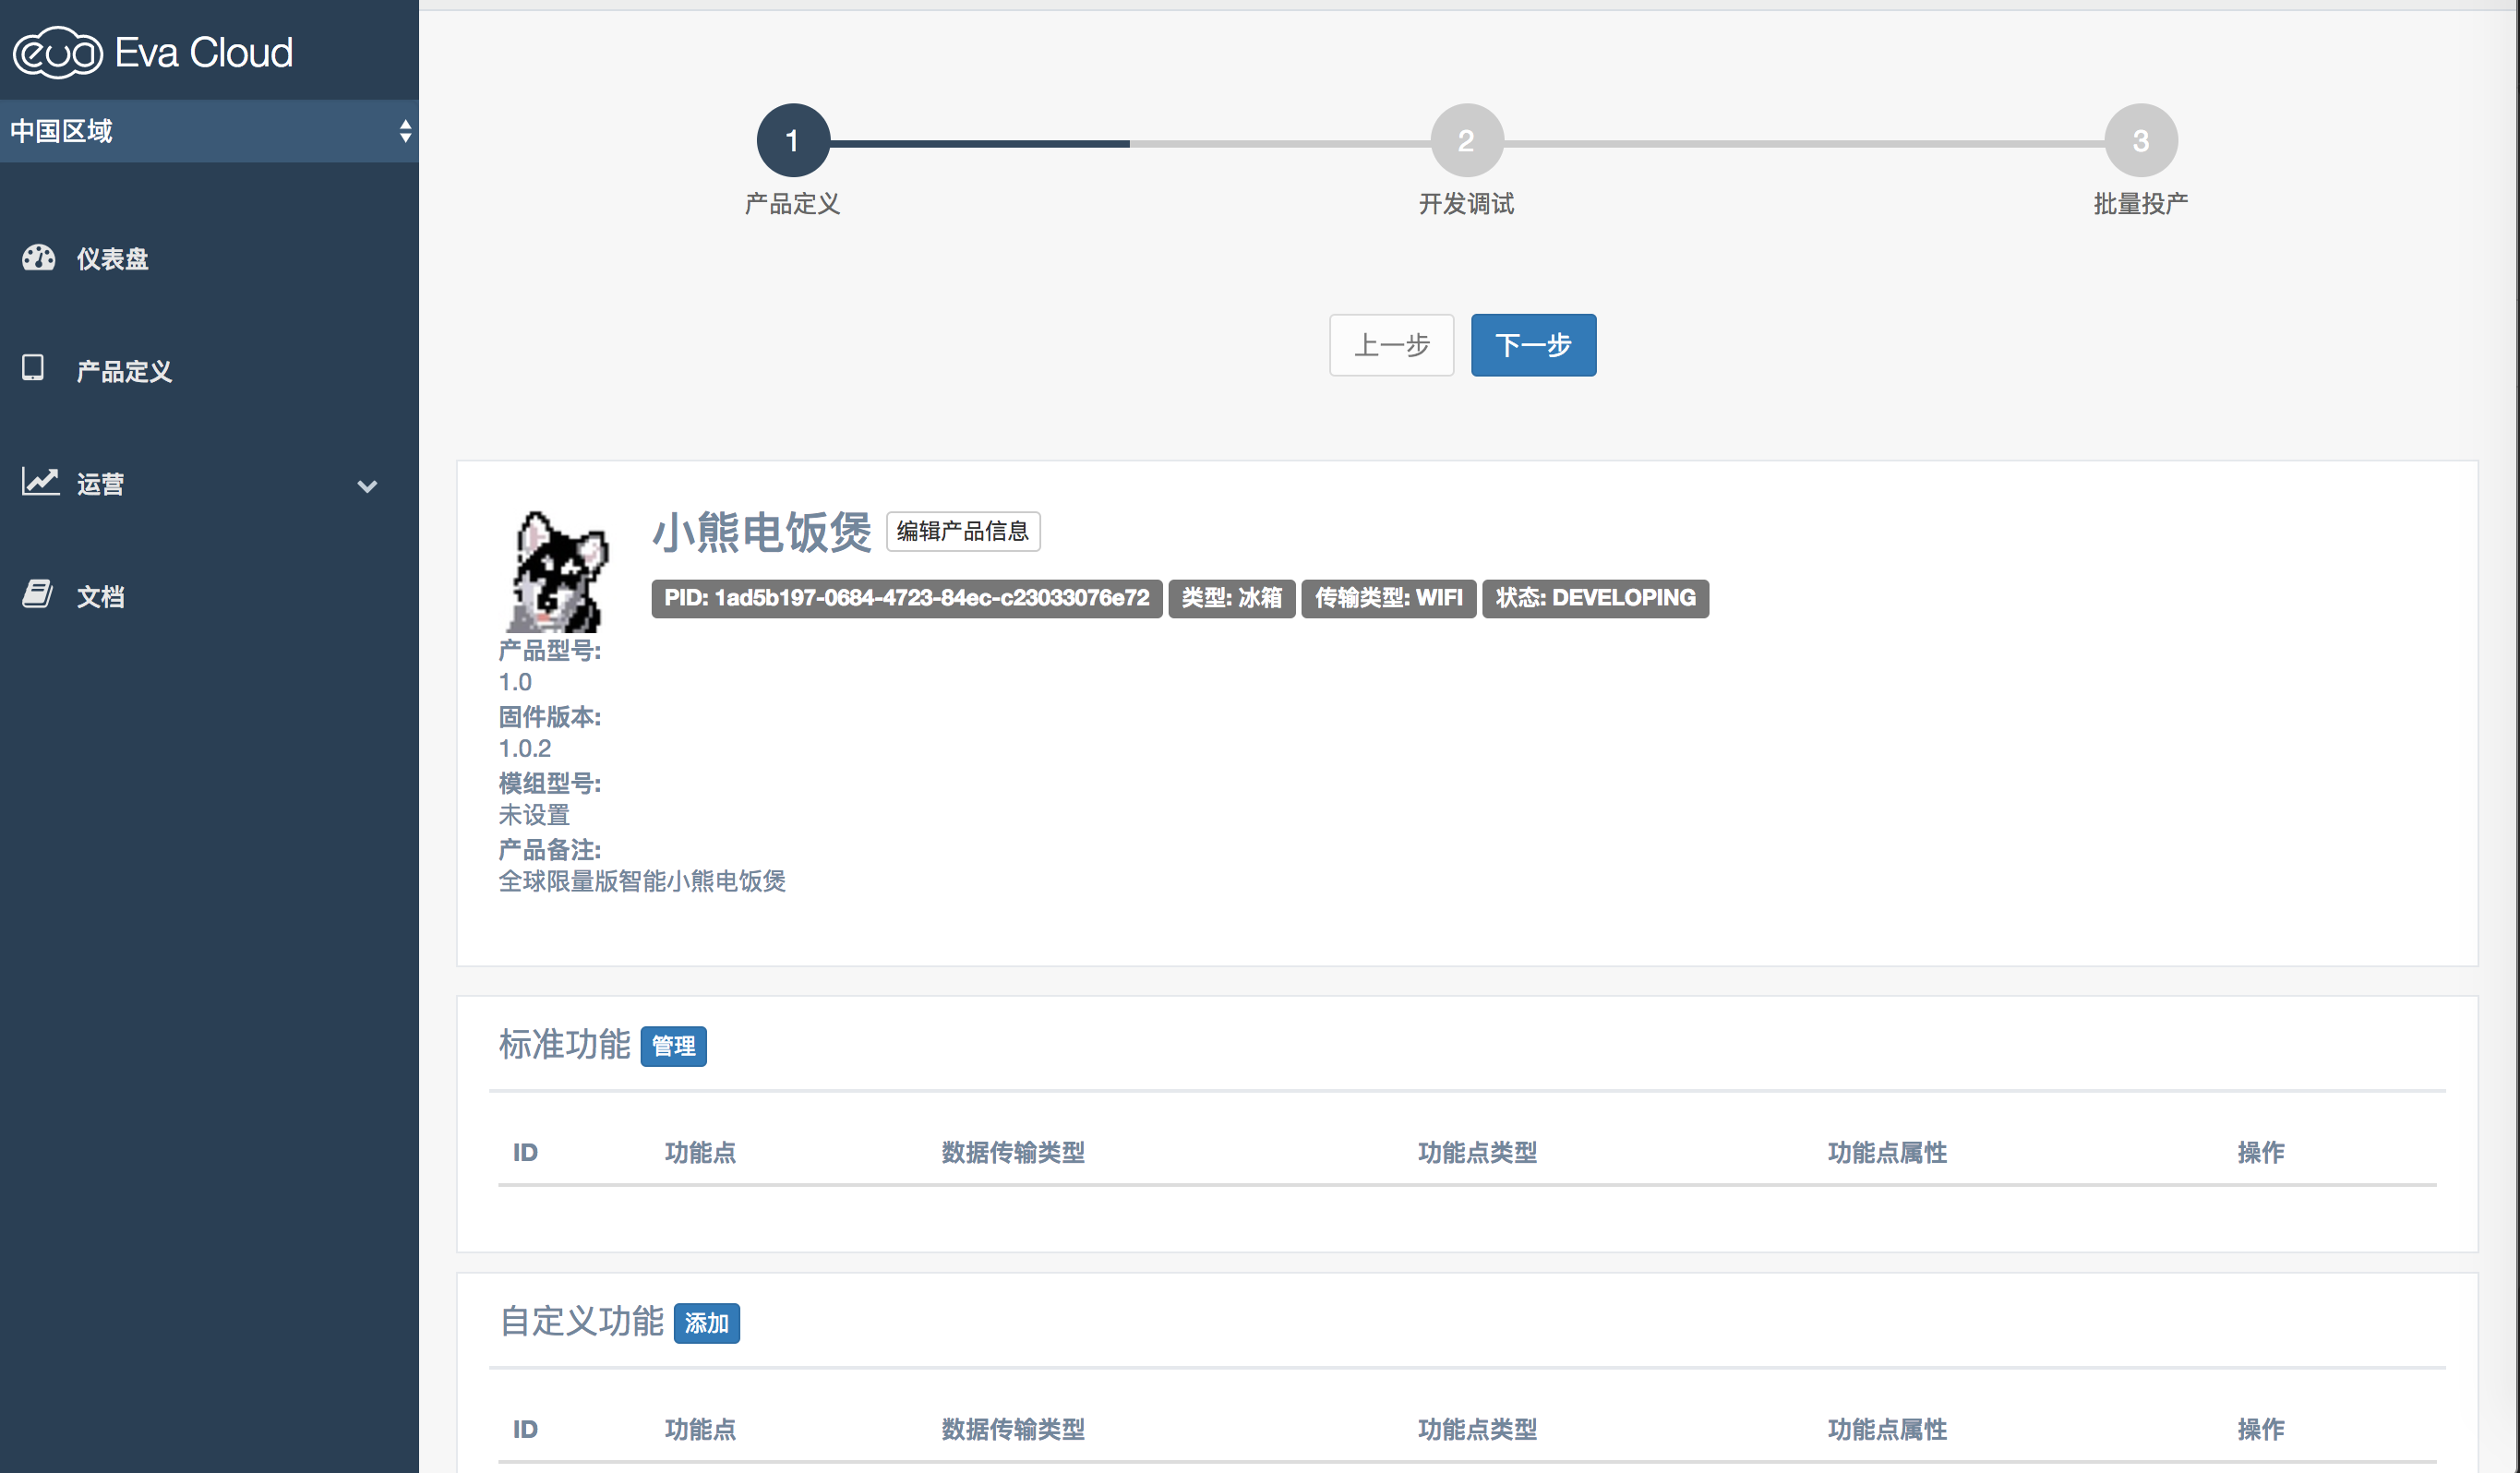 eva Eva Cloud
中国区域
仪表盘
产品定义
运营
文档
1
2
3
产品定义
开发调试
批量投产
上一步
下一步
小熊电饭煲 编辑产品信息
PID: 1ad5b197-0684-4723-84ec-c23033076e72 类型: 冰箱 传输类型: WIFI 状态: DEVELOPING
产品型号:
1.0
固件版本:
1.0.2
模组型号:
未设置
产品备注:
全球限量版智能小熊电饭煲
标准功能 管理
ID 功能点 数据传输类型 功能点类型 功能点属性 操作
自定义功能 添加
ID 功能点 数据传输类型 功能点类型 功能点属性 操作